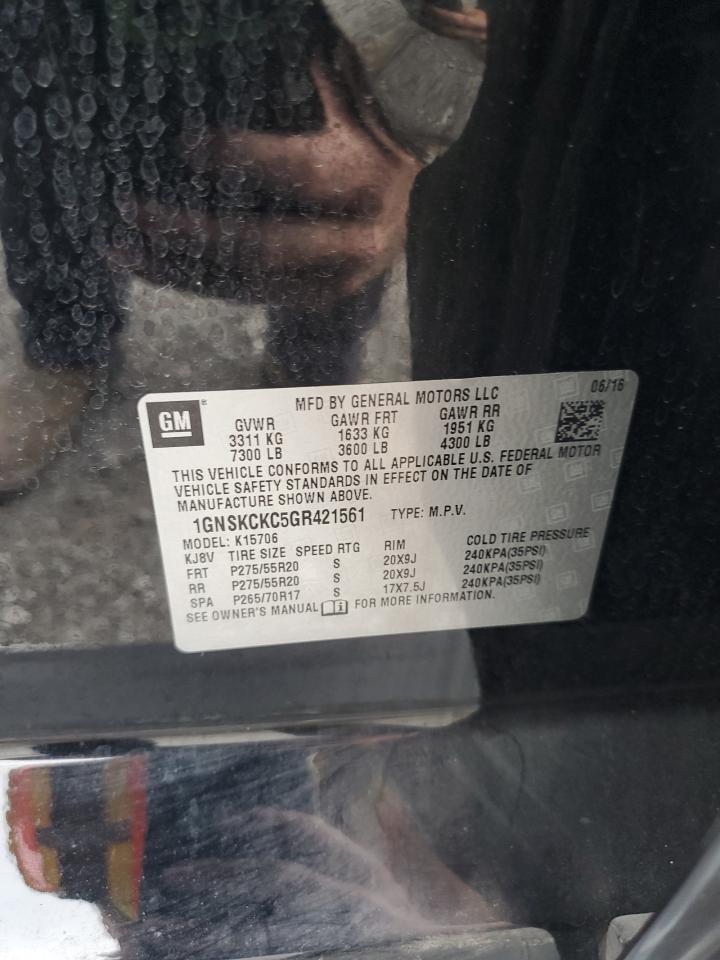 06/16
GM®
MFD BY GENERAL MOTORS LLC
GVWR GAWR FRT GAWR RR
3311 KG 1633 KG 1951 KG
7300 LB 3600 LB 4300 LB
THIS VEHICLE CONFORMS TO ALL APPLICABLE U.S. FEDERAL MOTOR
VEHICLE SAFETY STANDARDS IN EFFECT ON THE DATE OF
MANUFACTURE SHOWN ABOVE.
1GNSKCKC5GR421561 TYPE: M.P.V.
MODEL: K15706
KJ8V TIRE SIZE SPEED RTG RIM COLD TIRE PRESSURE
FRT P275/55R20 S 20X9J 240KPA(35PSI)
RR P275/55R20 S 20X9J 240KPA(35PSI)
SPA P265/70R17 S 17X7.5J 240KPA(35PSI)
SEE OWNER'S MANUAL FOR MORE INFORMATION.